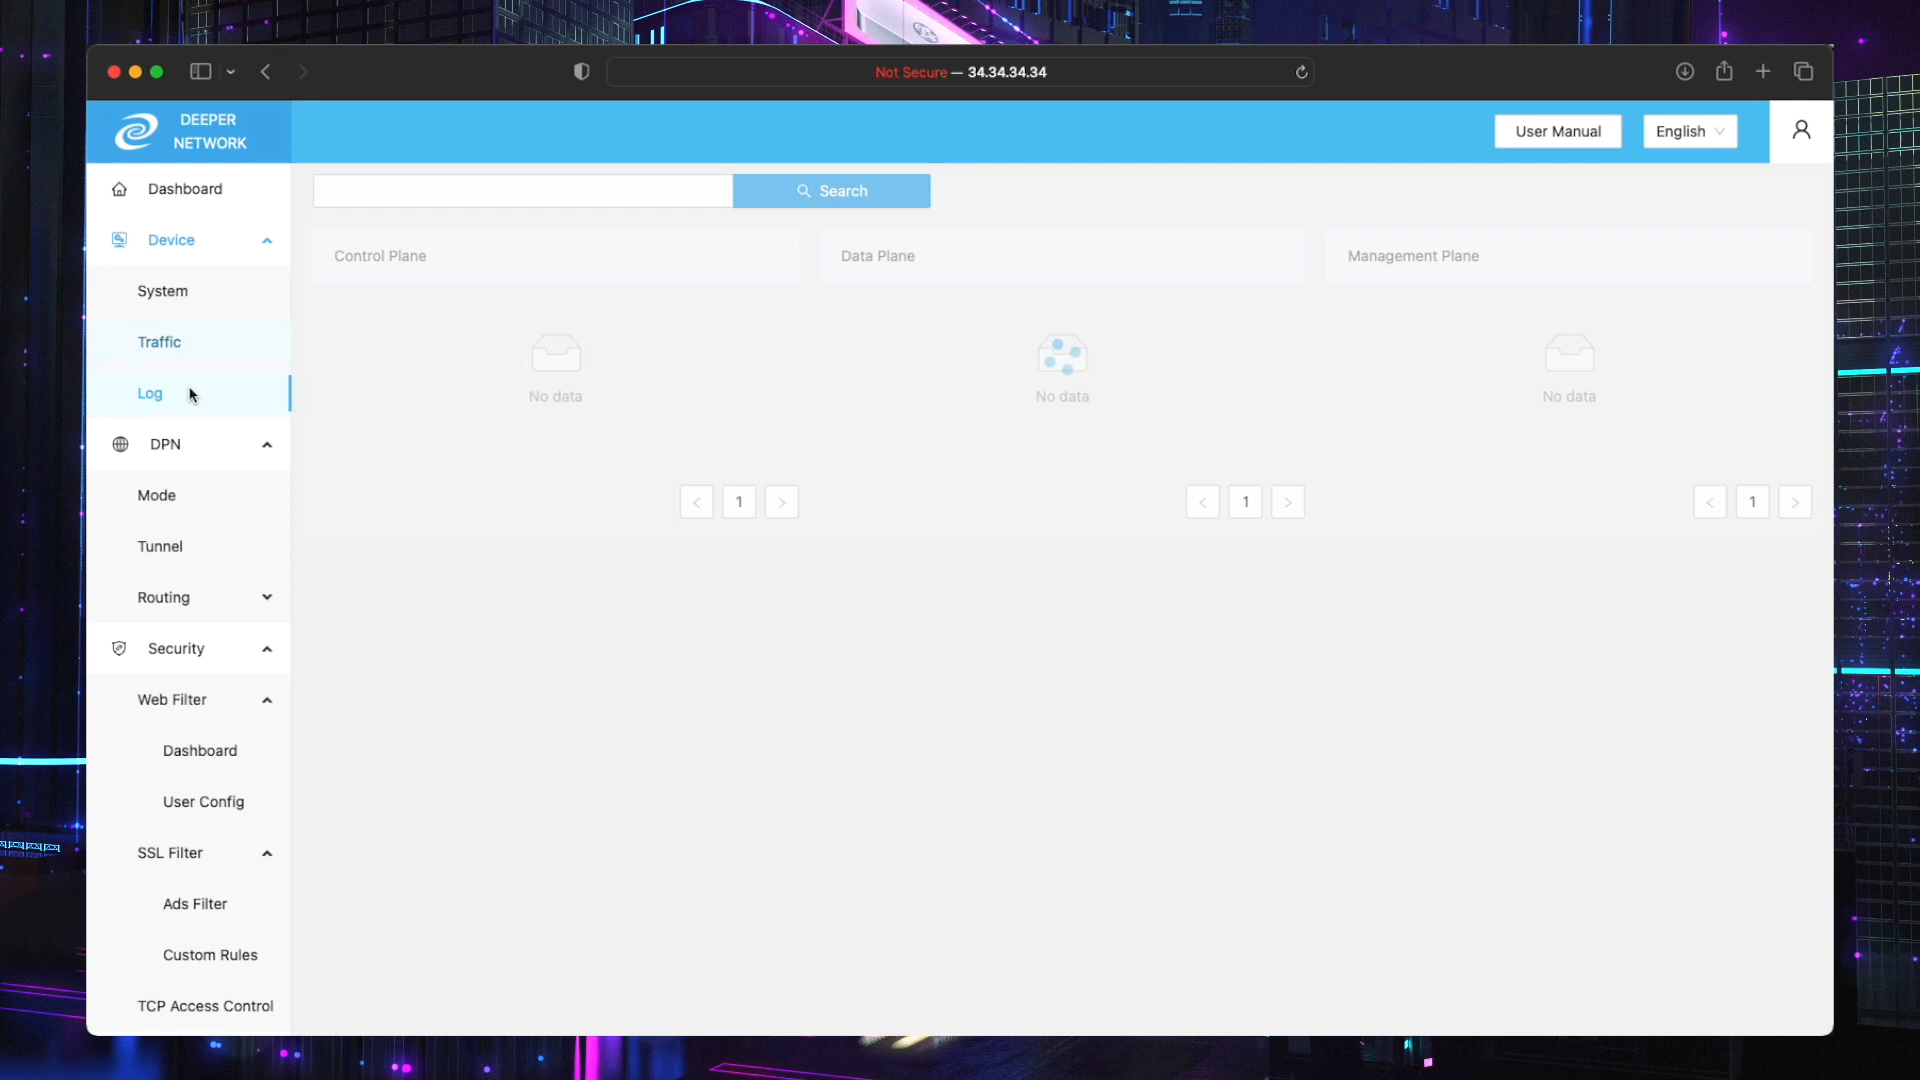 Not Secure — 34.34.34.34
DEEPER
NETWORK
User Manual
English
Dashboard
Device
System
Traffic
Log
DPN
Mode
Tunnel
Routing
Security
Web Filter
Dashboard
User Config
SSL Filter
Ads Filter
Custom Rules
TCP Access Control
Search
Control Plane
Data Plane
Management Plane
No data
No data
No data
< 1 >
< 1 >
< 1 >